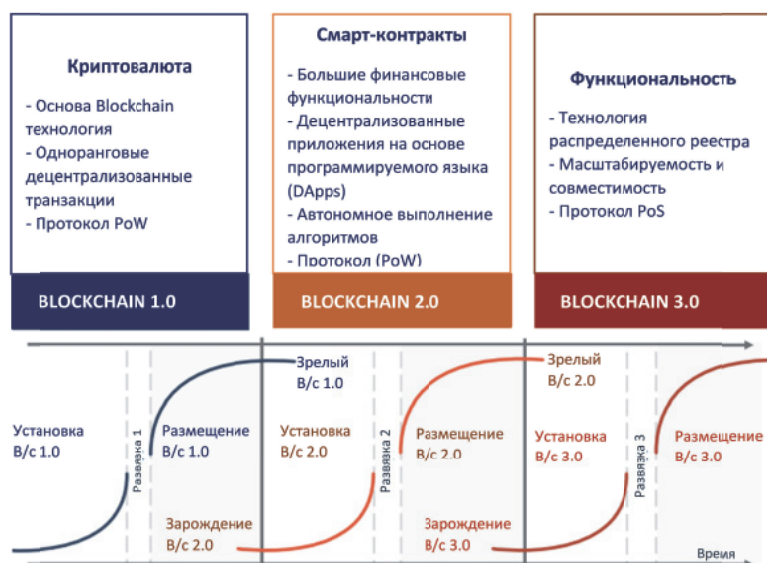 Криптовалюта
- Основа Blockchain
технология
- Одноранговые
децентрализованные
транзакции
- Протокол PoW
BLOCKCHAIN 1.0
Смарт-контракты
- Большие финансовые
функциональности
- Децентрализованные
приложения на основе
программируемого языка
(DApps)
- Автономное выполнение
алгоритмов
- Протокол (PoW)
BLOCKCHAIN 2.0
Функциональность
- Технология
распределенного реестра
- Масштабируемость и
совместимость
- Протокол PoS
BLOCKCHAIN 3.0
Установка
В/с 1.0
Развязка 1
Размещение
В/с 1.0
Зарождение
В/с 2.0
Зрелый
В/с 1.0
Установка
В/с 2.0
Развязка 2
Размещение
В/с 2.0
Зарождение
В/с 3.0
Зрелый
В/с 2.0
Установка
В/с 3.0
Развязка 3
Размещение
В/с 3.0
Время